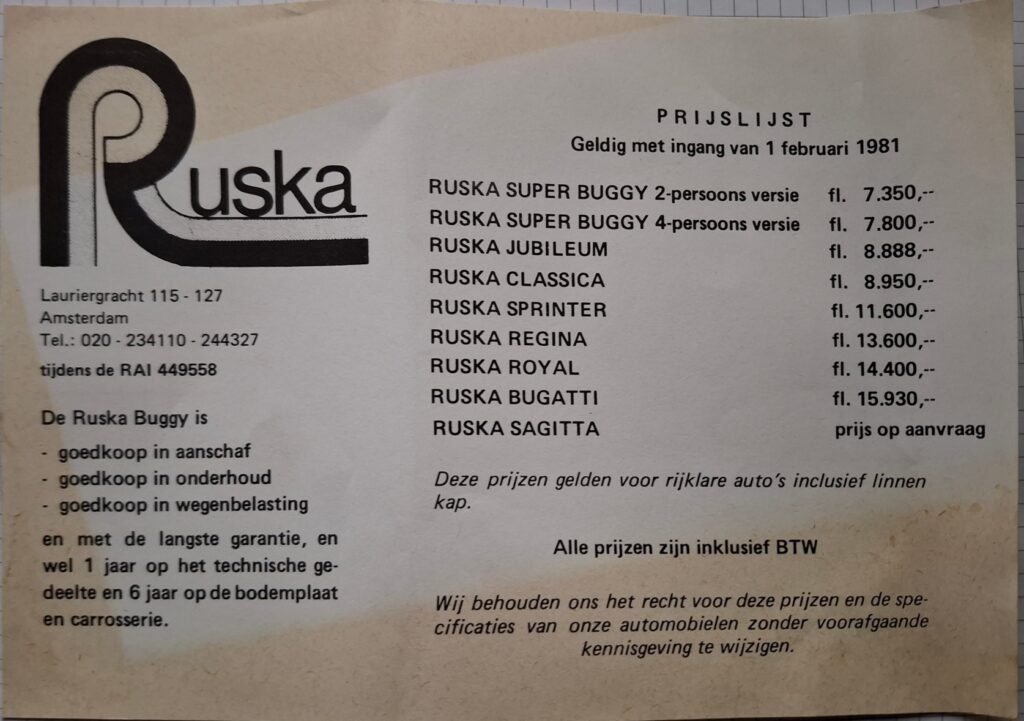 Ruska
Lauriergracht 115 - 127
Amsterdam
Tel.: 020 - 234110 - 244327
tijdens de RAI 449558
De Ruska Buggy is
- goedkoop in aanschaf
- goedkoop in onderhoud
- goedkoop in wegenbelasting
en met de langste garantie, en
wel 1 jaar op het technische ge-
deelte en 6 jaar op de bodemplaat
en carrosserie.
PRIJSLIJST
Geldig met ingang van 1 februari 1981
RUSKA SUPER BUGGY 2-persoons versie fl. 7.350,--
RUSKA SUPER BUGGY 4-persoons versie fl. 7.800,--
RUSKA JUBILEUM fl. 8.888,--
RUSKA CLASSICA fl. 8.950,--
RUSKA SPRINTER fl. 11.600,--
RUSKA REGINA fl. 13.600,--
RUSKA ROYAL fl. 14.400,--
RUSKA BUGATTI fl. 15.930,--
RUSKA SAGITTA prijs op aanvraag
Deze prijzen gelden voor rijklare auto's inclusief linnen
kap.
Alle prijzen zijn inklusief BTW
Wij behouden ons het recht voor deze prijzen en de spe-
cificaties van onze automobielen zonder voorafgaande
kennisgeving te wijzigen.